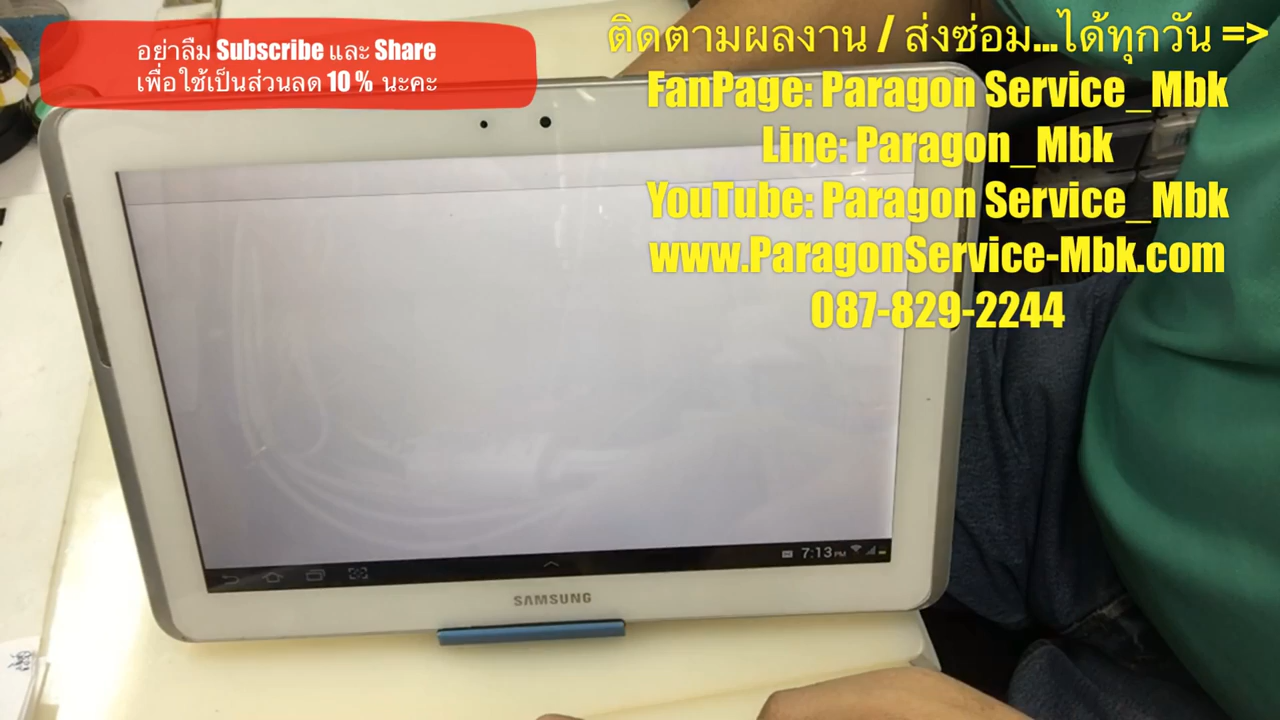 อย่าลืม Subscribe และ Share
เพื่อใช้เป็นส่วนลด 10 % นะคะ
ติดตามผลงาน / ส่งซ่อม...ได้ทุกวัน =>
FanPage: Paragon Service_Mbk
Line: Paragon_Mbk
YouTube: Paragon Service_Mbk
www.ParagonService-Mbk.com
087-829-2244
7:13 PM
SAMSUNG